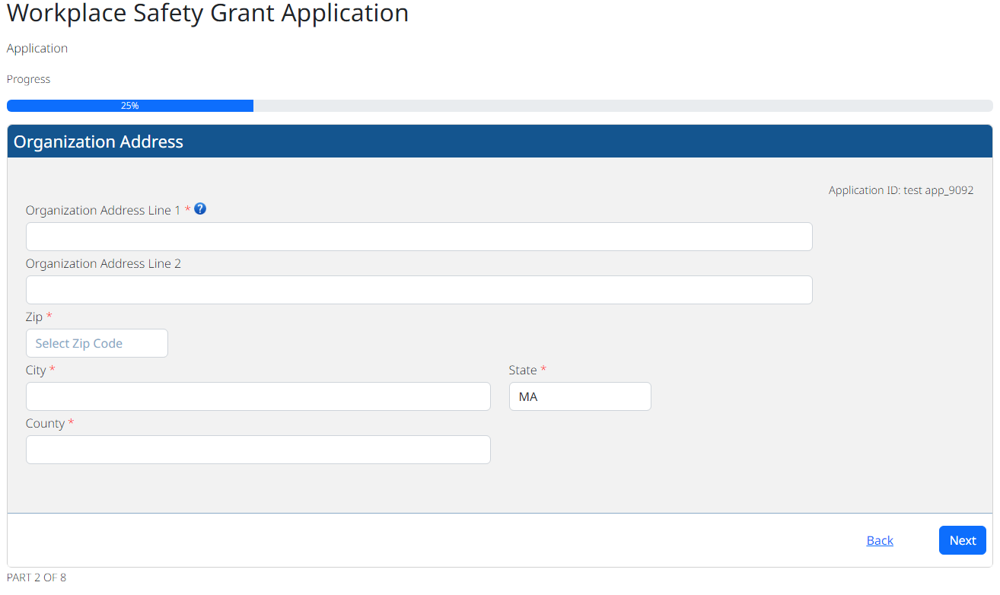 Workplace Safety Grant Application
Application
Progress
25%
Organization Address
Application ID: test app_9092
Organization Address Line 1 * ?
Organization Address Line 2
Zip *
Select Zip Code
City * State *
MA
County *
Back Next
PART 2 OF 8